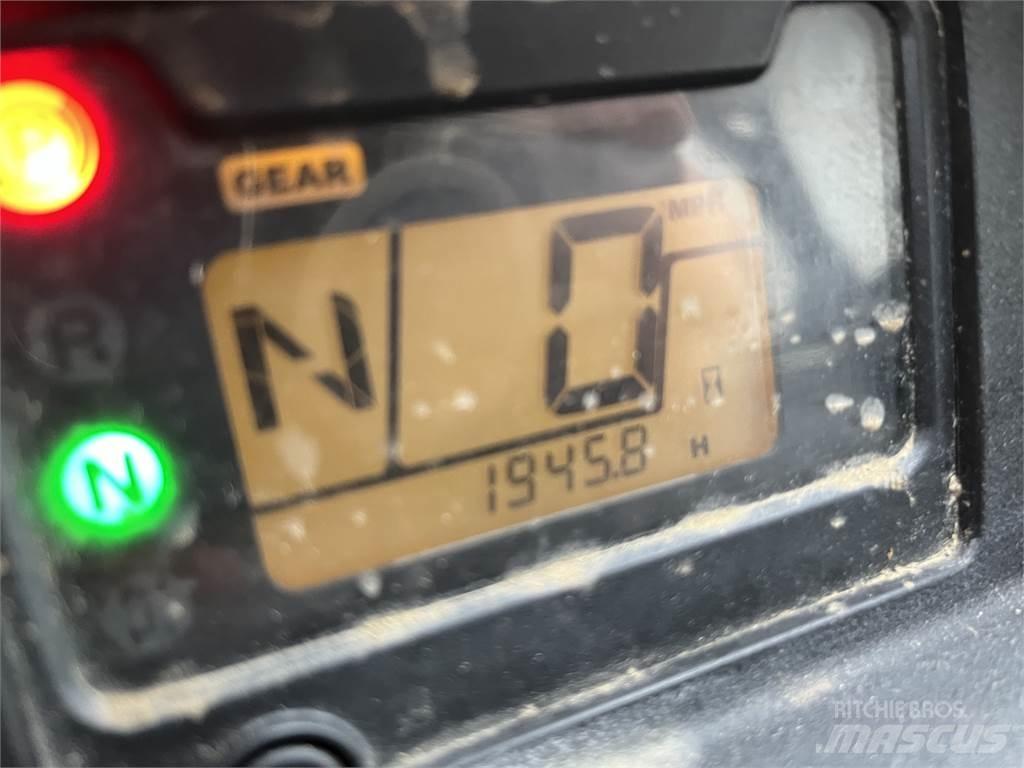 GEAR
N 0 MPH
R
1945.8 H
N
RITCHIE BROS.
MASCUS